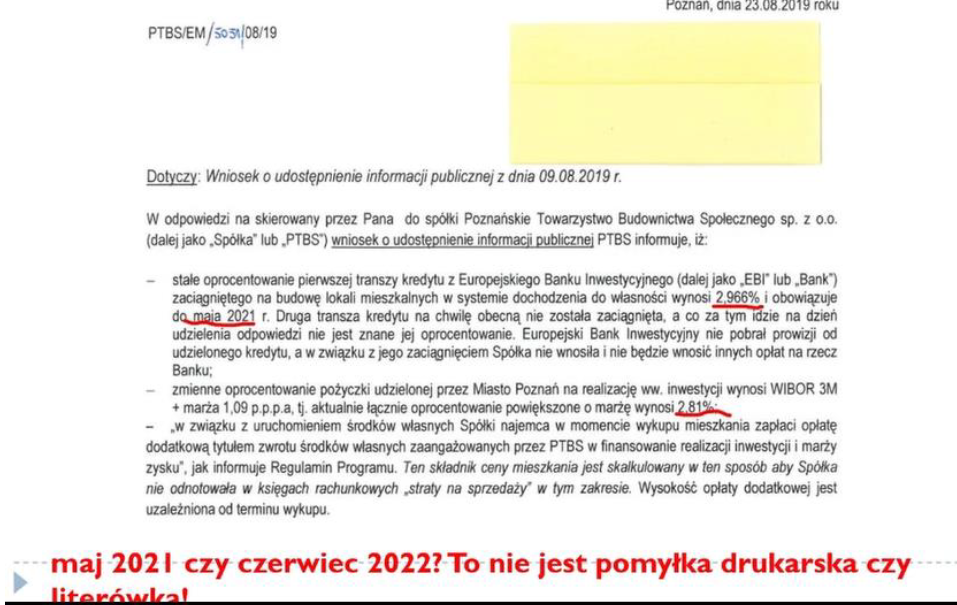 Poznań, dnia 23.08.2019 roku
PTBS/EM/5031/08/19
Dotyczy: Wniosek o udostępnienie informacji publicznej z dnia 09.08.2019 r.
W odpowiedzi na skierowany przez Pana do spółki Poznańskie Towarzystwo Budownictwa Społecznego sp. z o.o.
(dalej jako „Spółka” lub „PTBS”) wniosek o udostępnienie informacji publicznej PTBS informuje, iż:
– stałe oprocentowanie pierwszej transzy kredytu z Europejskiego Banku Inwestycyjnego (dalej jako „EBI” lub „Bank”)
zaciągniętego na budowę lokali mieszkalnych w systemie dochodzenia do własności wynosi 2,966% i obowiązuje
do maja 2021 r. Druga transza kredytu na chwilę obecną nie została zaciągnięta, a co za tym idzie na dzień
udzielenia odpowiedzi nie jest znane jej oprocentowanie. Europejski Bank Inwestycyjny nie pobrał prowizji od
udzielonego kredytu, a w związku z jego zaciągnięciem Spółka nie wnosiła i nie będzie wnosić innych opłat na rzecz
Banku;
– zmienne oprocentowanie pożyczki udzielonej przez Miasto Poznań na realizację ww. inwestycji wynosi WIBOR 3M
+ marża 1,09 p.p.p.a, tj. aktualnie łącznie oprocentowanie powiększone o marżę wynosi 2,81%;
– „w związku z uruchomieniem środków własnych Spółki najemca w momencie wykupu mieszkania zapłaci opłatę
dodatkową tytułem zwrotu środków własnych zaangażowanych przez PTBS w finansowanie realizacji inwestycji i marży
zysku”, jak informuje Regulamin Programu. Ten składnik ceny mieszkania jest skalkulowany w ten sposób aby Spółka
nie odnotowała w księgach rachunkowych „straty na sprzedaży” w tym zakresie. Wysokość opłaty dodatkowej jest
uzależniona od terminu wykupu.
maj 2021 czy czerwiec 2022? To nie jest pomyłka drukarska czy
literówka!